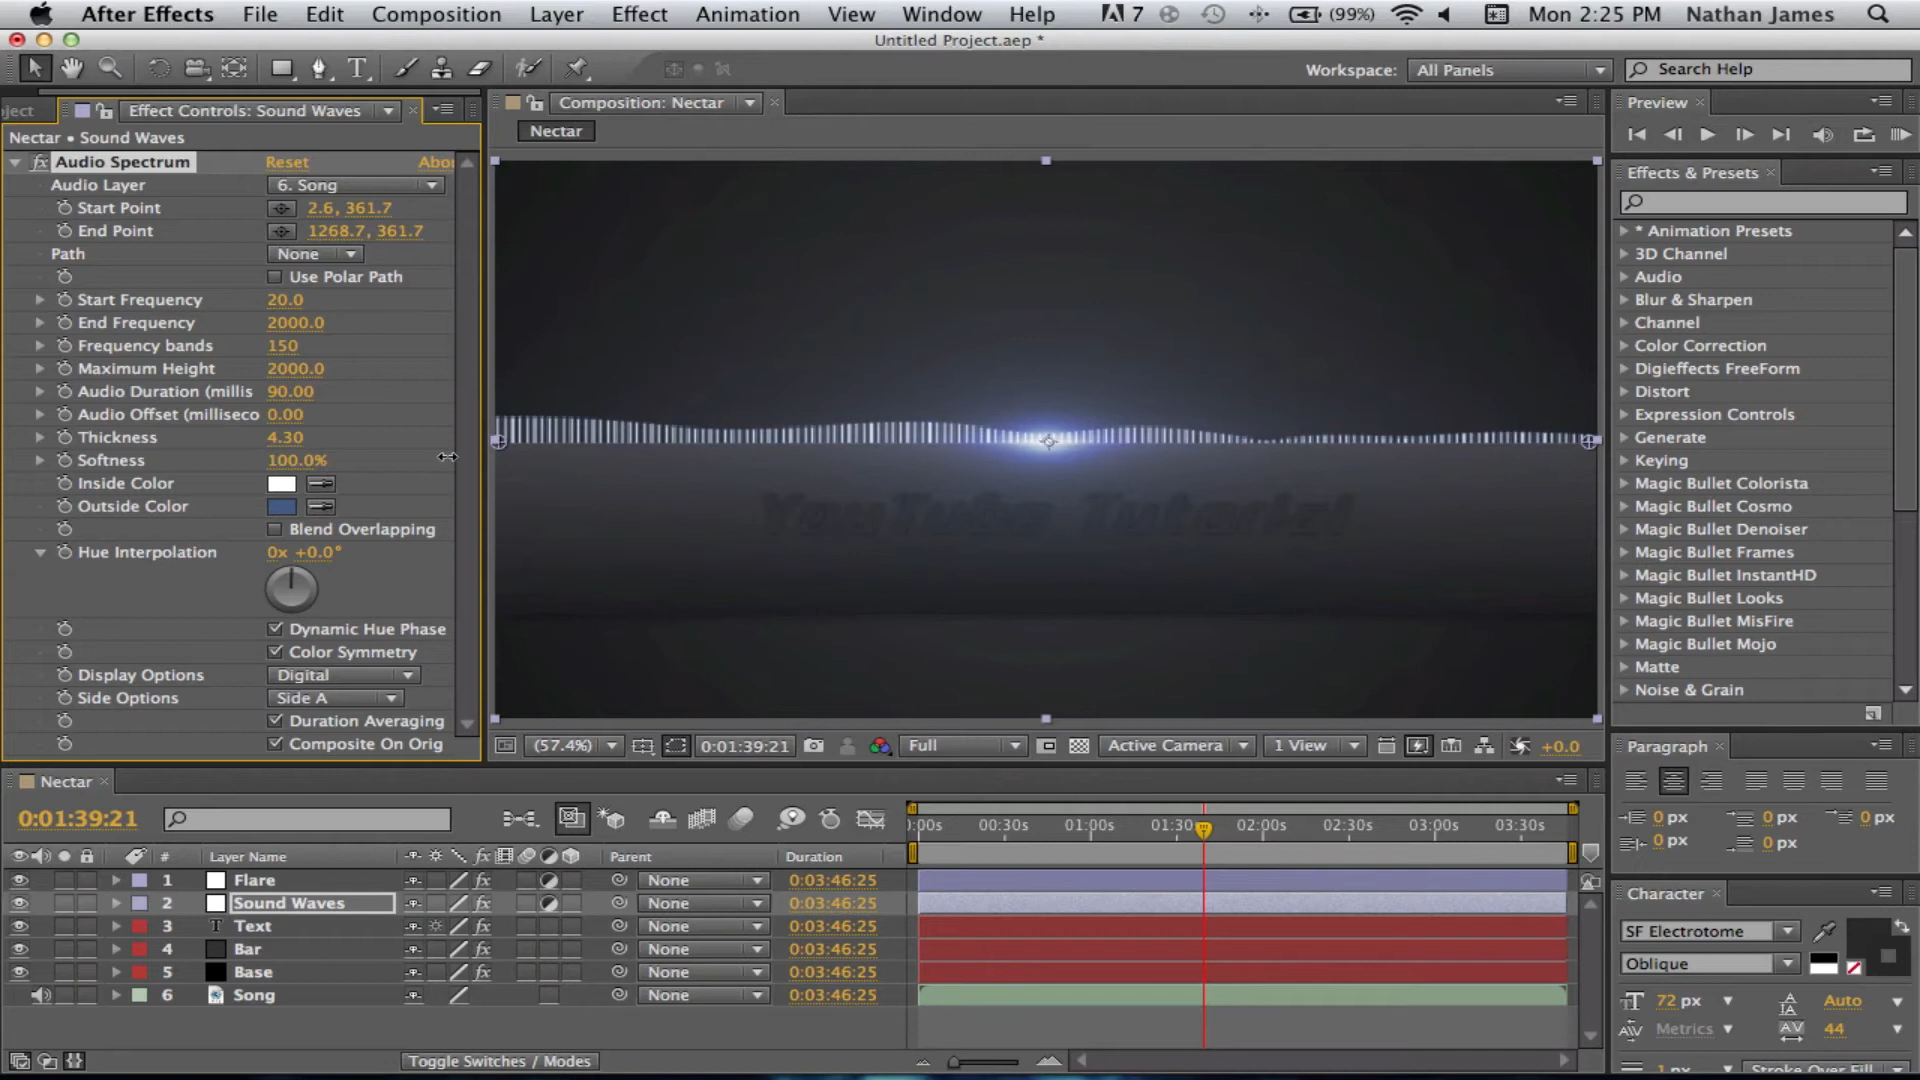 After Effects File Edit Composition Layer Effect Animation View Window Help 7 (99%) Mon 2:25 PM Nathan James
Untitled Project.aep *
Workspace: All Panels Search Help
oject Effect Controls: Sound Waves
Nectar • Sound Waves
Audio Spectrum Reset Abou
Audio Layer 6. Song
Start Point 2.6, 361.7
End Point 1268.7, 361.7
Path None
Use Polar Path
Start Frequency 20.0
End Frequency 2000.0
Frequency bands 150
Maximum Height 2000.0
Audio Duration (millis 90.00
Audio Offset (milliseco 0.00
Thickness 4.30
Softness 100.0%
Inside Color
Outside Color
Blend Overlapping
Hue Interpolation 0x +0.0°
Dynamic Hue Phase
Color Symmetry
Display Options Digital
Side Options Side A
Duration Averaging
Composite On Orig
Composition: Nectar
Nectar
YouTube Tutorial
(57.4%) 0:01:39:21 Full Active Camera 1 View +0.0
Preview
Effects & Presets
* Animation Presets
3D Channel
Audio
Blur & Sharpen
Channel
Color Correction
Digieffects FreeForm
Distort
Expression Controls
Generate
Keying
Magic Bullet Colorista
Magic Bullet Cosmo
Magic Bullet Denoiser
Magic Bullet Frames
Magic Bullet InstantHD
Magic Bullet Looks
Magic Bullet MisFire
Magic Bullet Mojo
Matte
Noise & Grain
Paragraph
0 px 0 px 0 px
0 px 0 px
Character
SF Electrotome
Oblique
72 px Auto
Metrics 44
1 px Stroke Over Fill
Nectar
0:01:39:21
):00s 00:30s 01:00s 01:30s 02:00s 02:30s 03:00s 03:30s
# Layer Name Parent Duration
1 Flare None 0:03:46:25
2 Sound Waves None 0:03:46:25
3 T Text None 0:03:46:25
4 Bar None 0:03:46:25
5 Base None 0:03:46:25
6 Song None 0:03:46:25
Toggle Switches / Modes